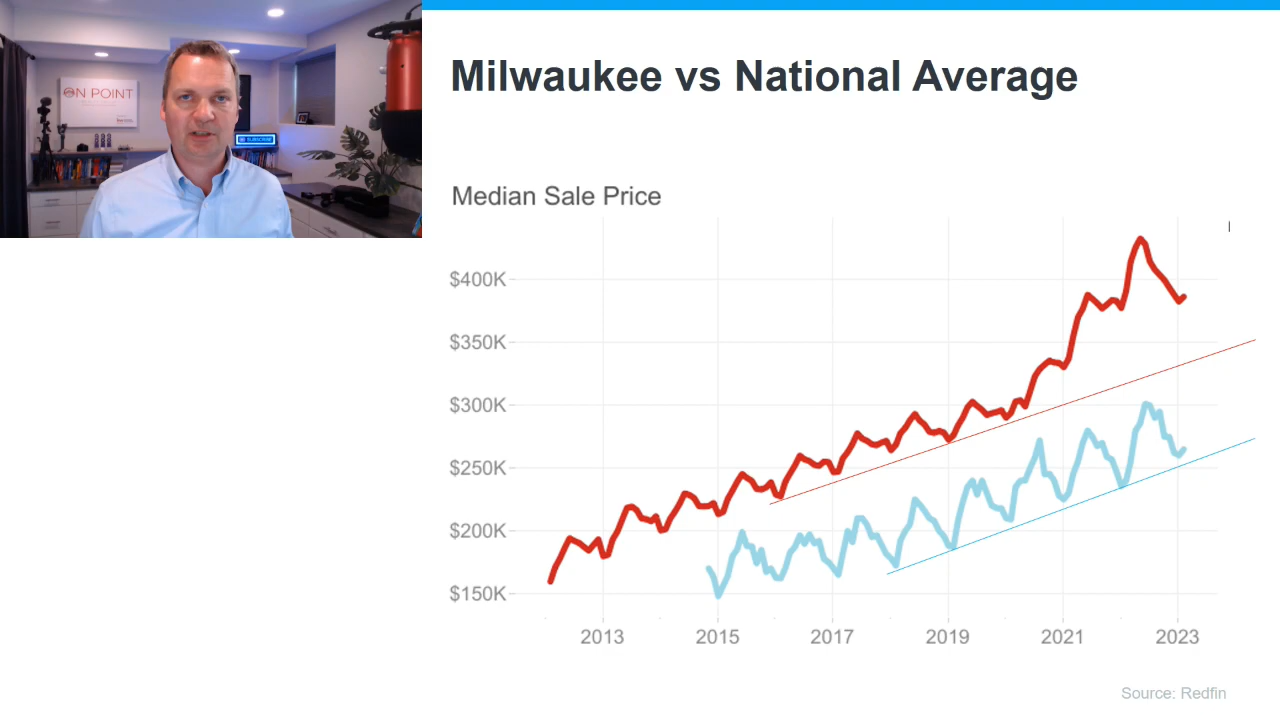 ON POINT
SUBSCRIBE
Milwaukee vs National Average
Median Sale Price
$400K
$350K
$300K
$250K
$200K
$150K
2013 2015 2017 2019 2021 2023
Source: Redfin